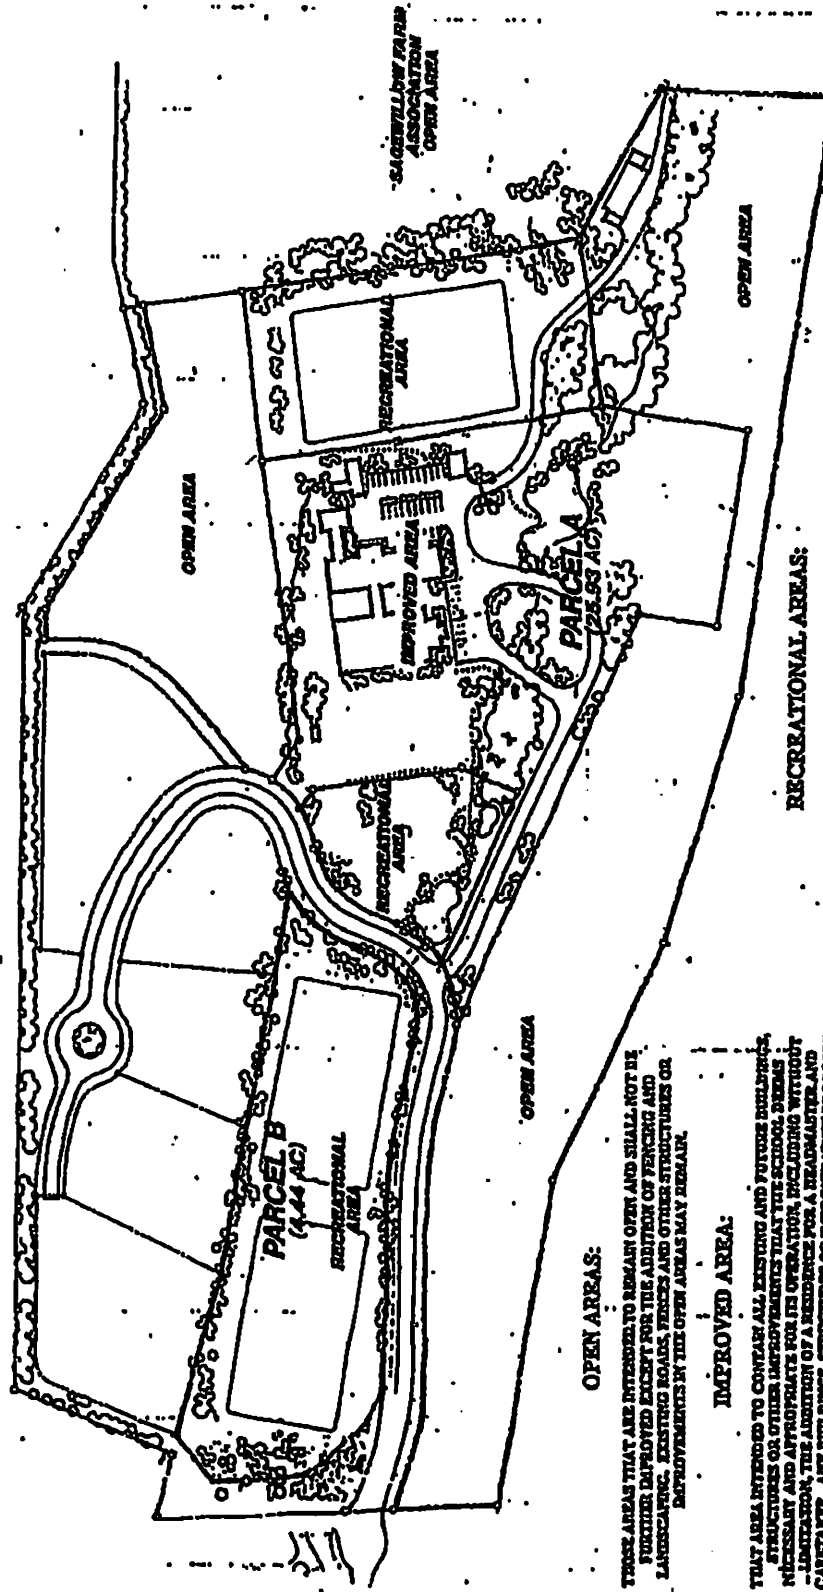 "SAGEWILLOW FARM
ASSOCIATION
OPEN AREA
OPEN AREA
OPEN AREA
RECREATIONAL
AREA
IMPROVED AREA
PARCEL A
(25.93 AC)
RECREATIONAL
AREA
PARCEL B
(4.44 AC)
RECREATIONAL
AREA
OPEN AREA
OPEN AREAS:
THOSE AREAS THAT ARE INTENDED TO REMAIN OPEN AND SHALL NOT BE
FURTHER IMPROVED EXCEPT FOR THE ADDITION OF FENCING AND
LANDSCAPING. EXISTING ROADS, FENCES AND OTHER STRUCTURES OR
IMPROVEMENTS IN THE OPEN AREAS MAY REMAIN.
IMPROVED AREA:
THAT AREA INTENDED TO CONTAIN ALL EXISTING AND FUTURE BUILDINGS,
STRUCTURES OR OTHER IMPROVEMENTS THAT THE SCHOOL DEEMS
NECESSARY AND APPROPRIATE FOR ITS OPERATION, INCLUDING WITHOUT
LIMITATION, THE ADDITION OF A RESIDENCE FOR A HEADMASTER AND
RECREATIONAL AREAS: